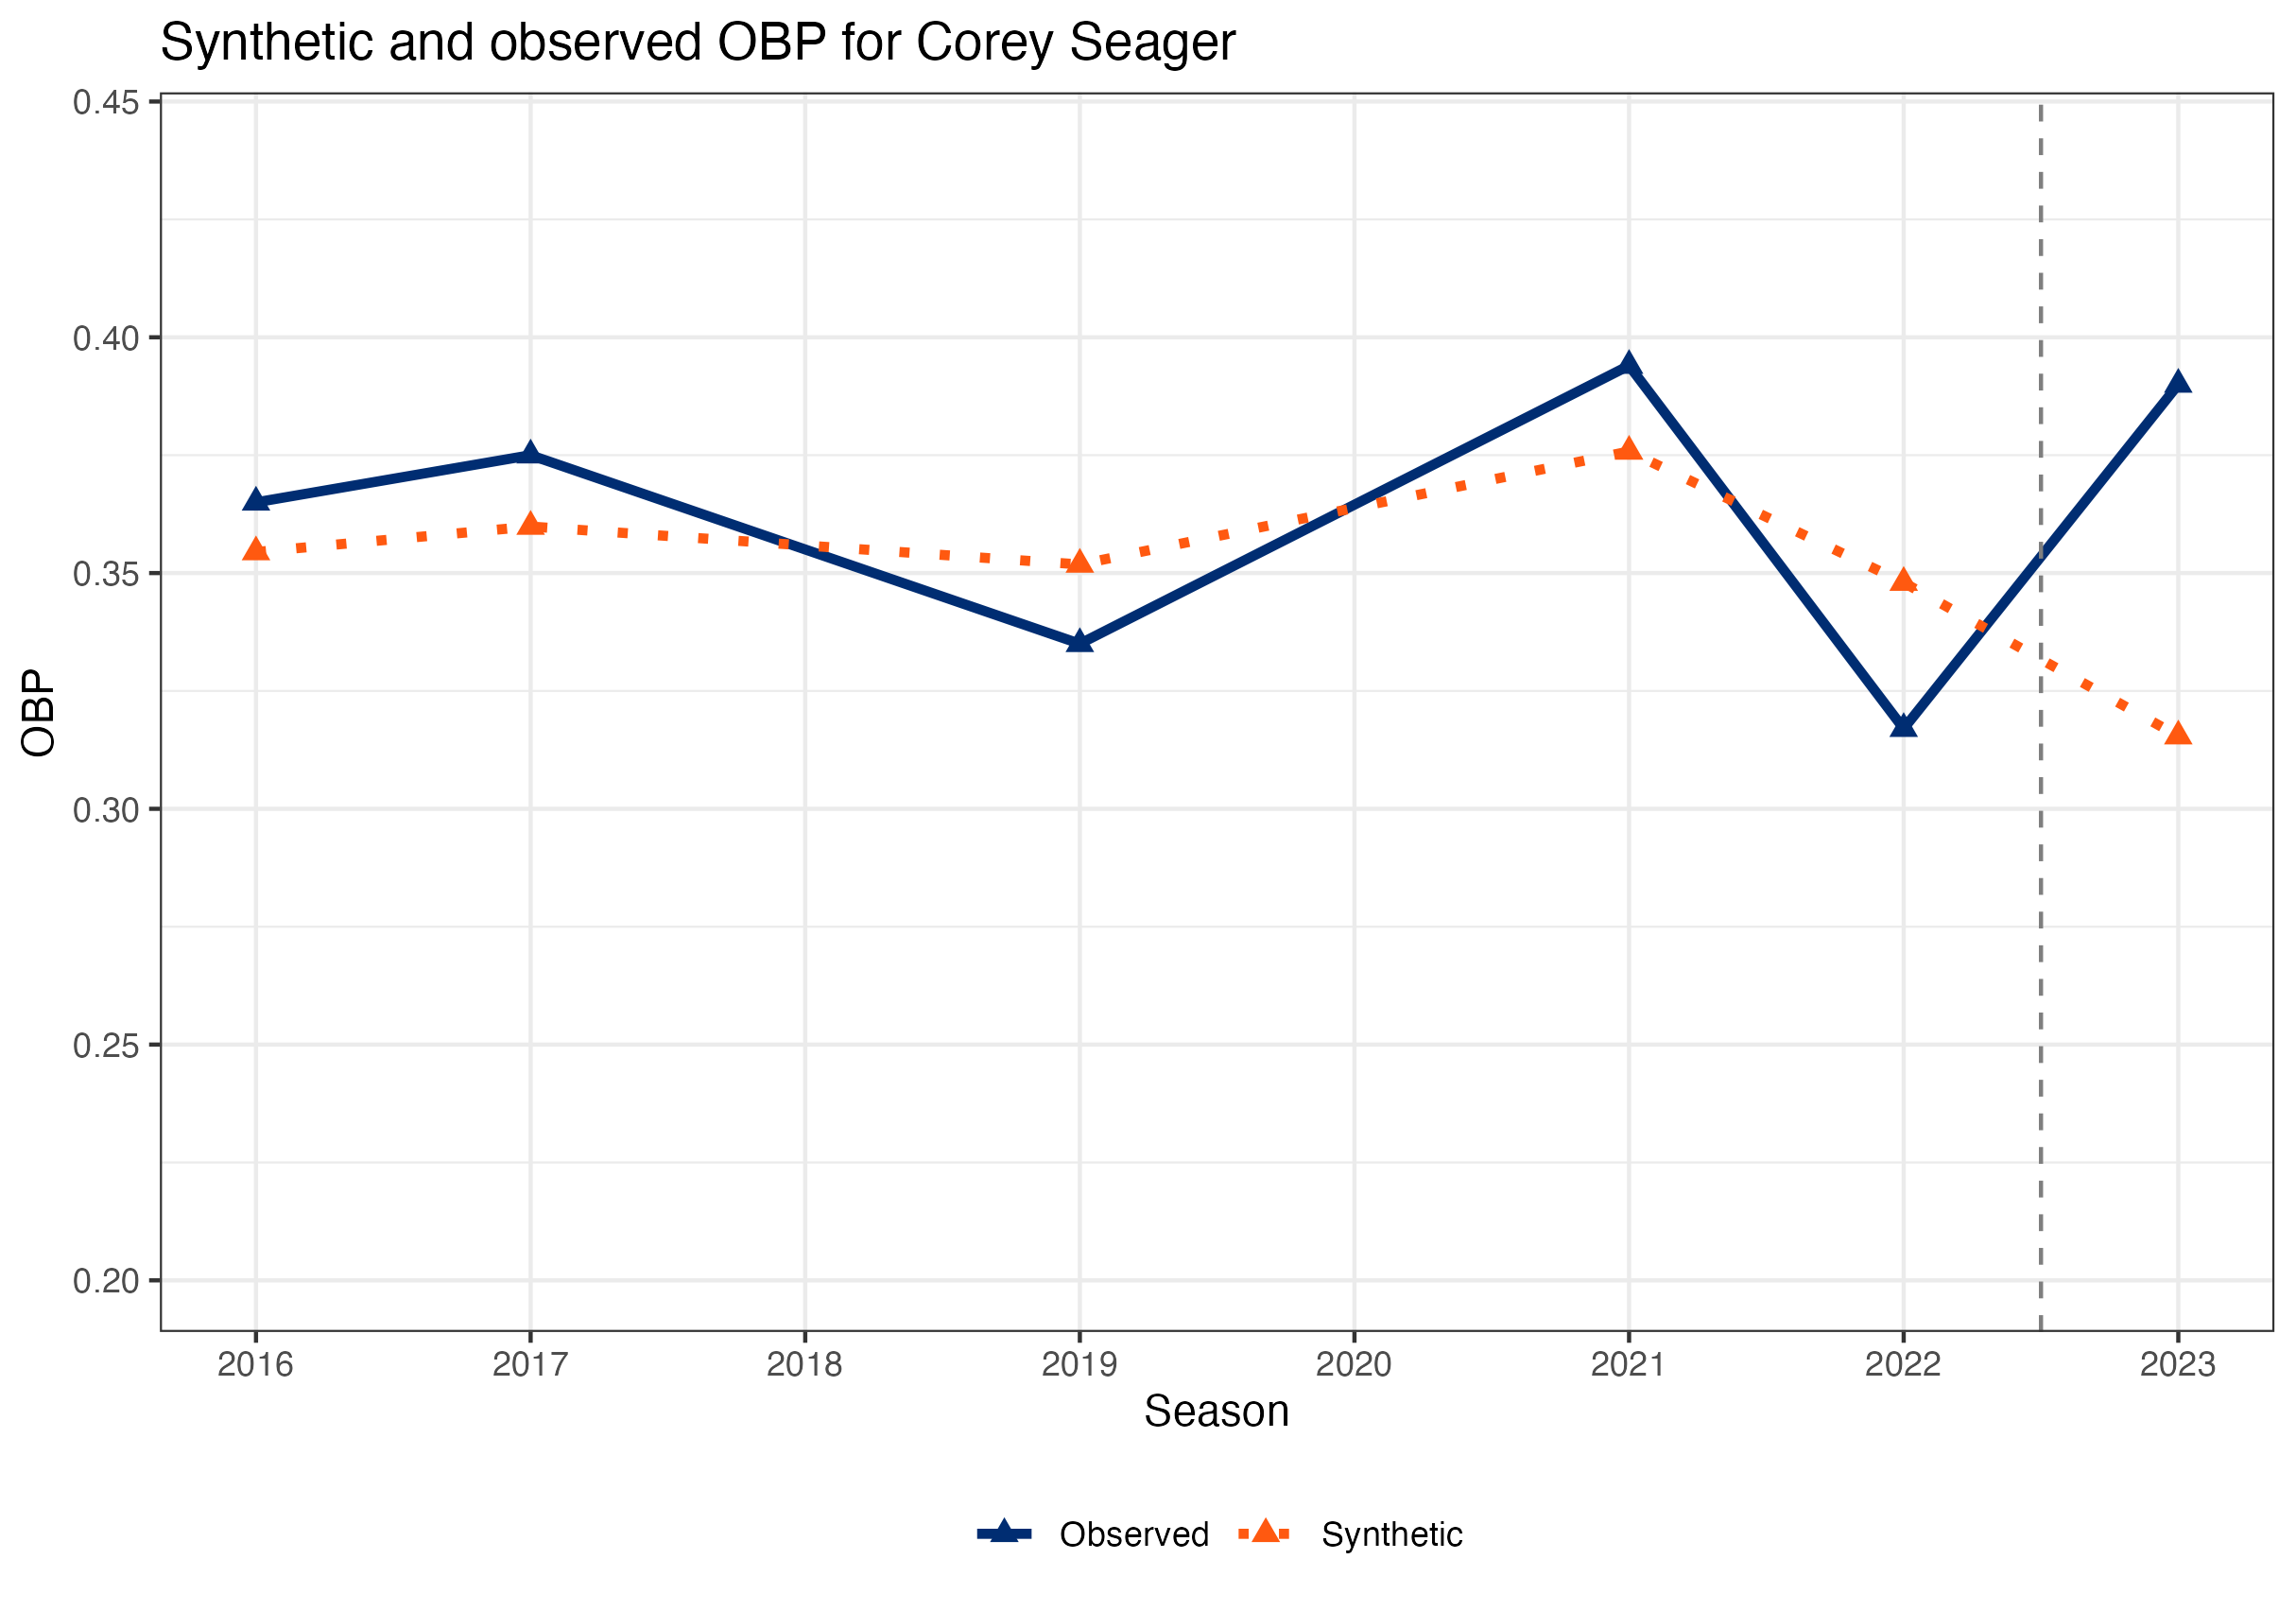 Synthetic and observed OBP for Corey Seager
0.45
0.40
0.35
0.30
0.25
0.20
OBP
2016 2017 2018 2019 2020 2021 2022 2023
Season
Observed Synthetic